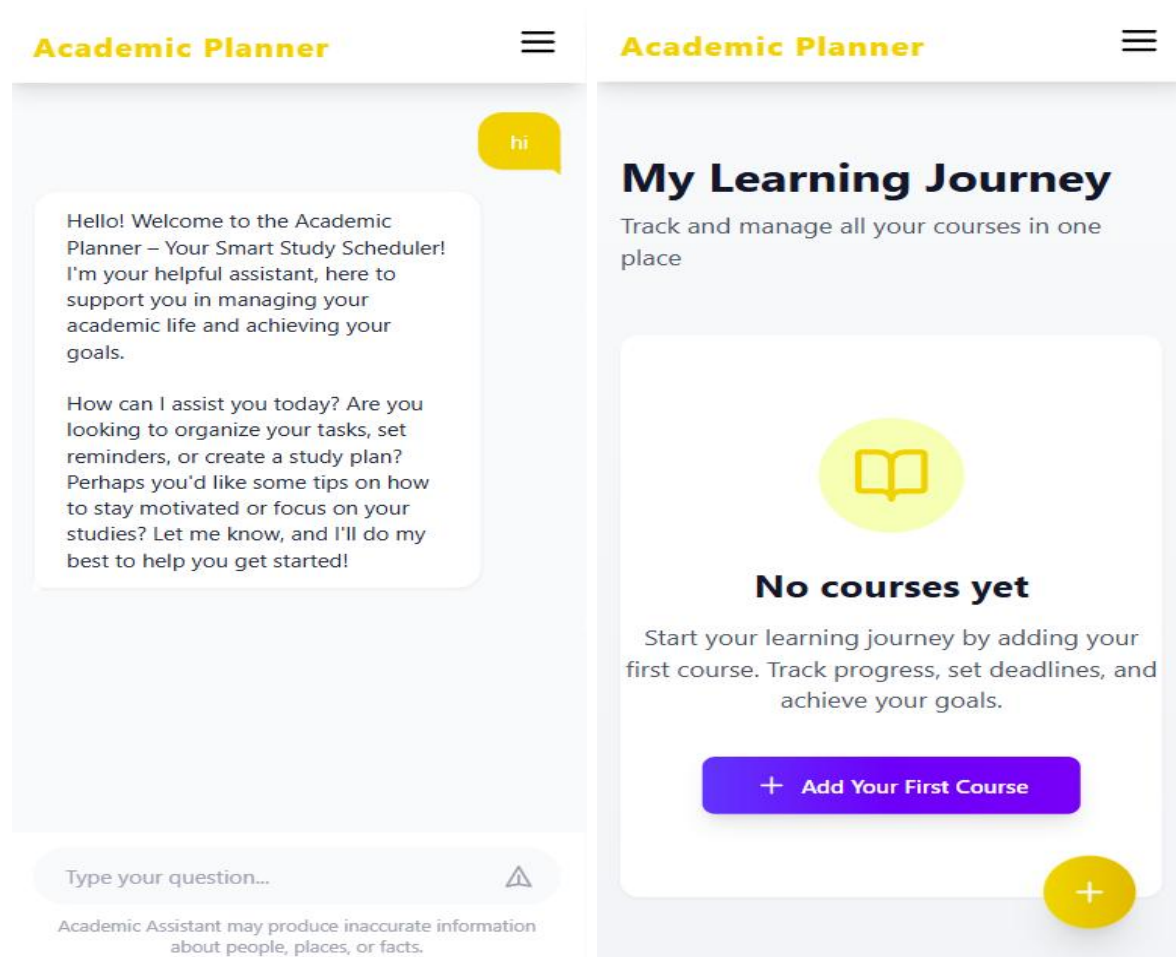 Academic Planner
hi
Hello! Welcome to the Academic
Planner – Your Smart Study Scheduler!
I'm your helpful assistant, here to
support you in managing your
academic life and achieving your
goals.
How can I assist you today? Are you
looking to organize your tasks, set
reminders, or create a study plan?
Perhaps you'd like some tips on how
to stay motivated or focus on your
studies? Let me know, and I'll do my
best to help you get started!
Type your question...
Academic Assistant may produce inaccurate information
about people, places, or facts.
Academic Planner
My Learning Journey
Track and manage all your courses in one
place
No courses yet
Start your learning journey by adding your
first course. Track progress, set deadlines, and
achieve your goals.
+ Add Your First Course
+